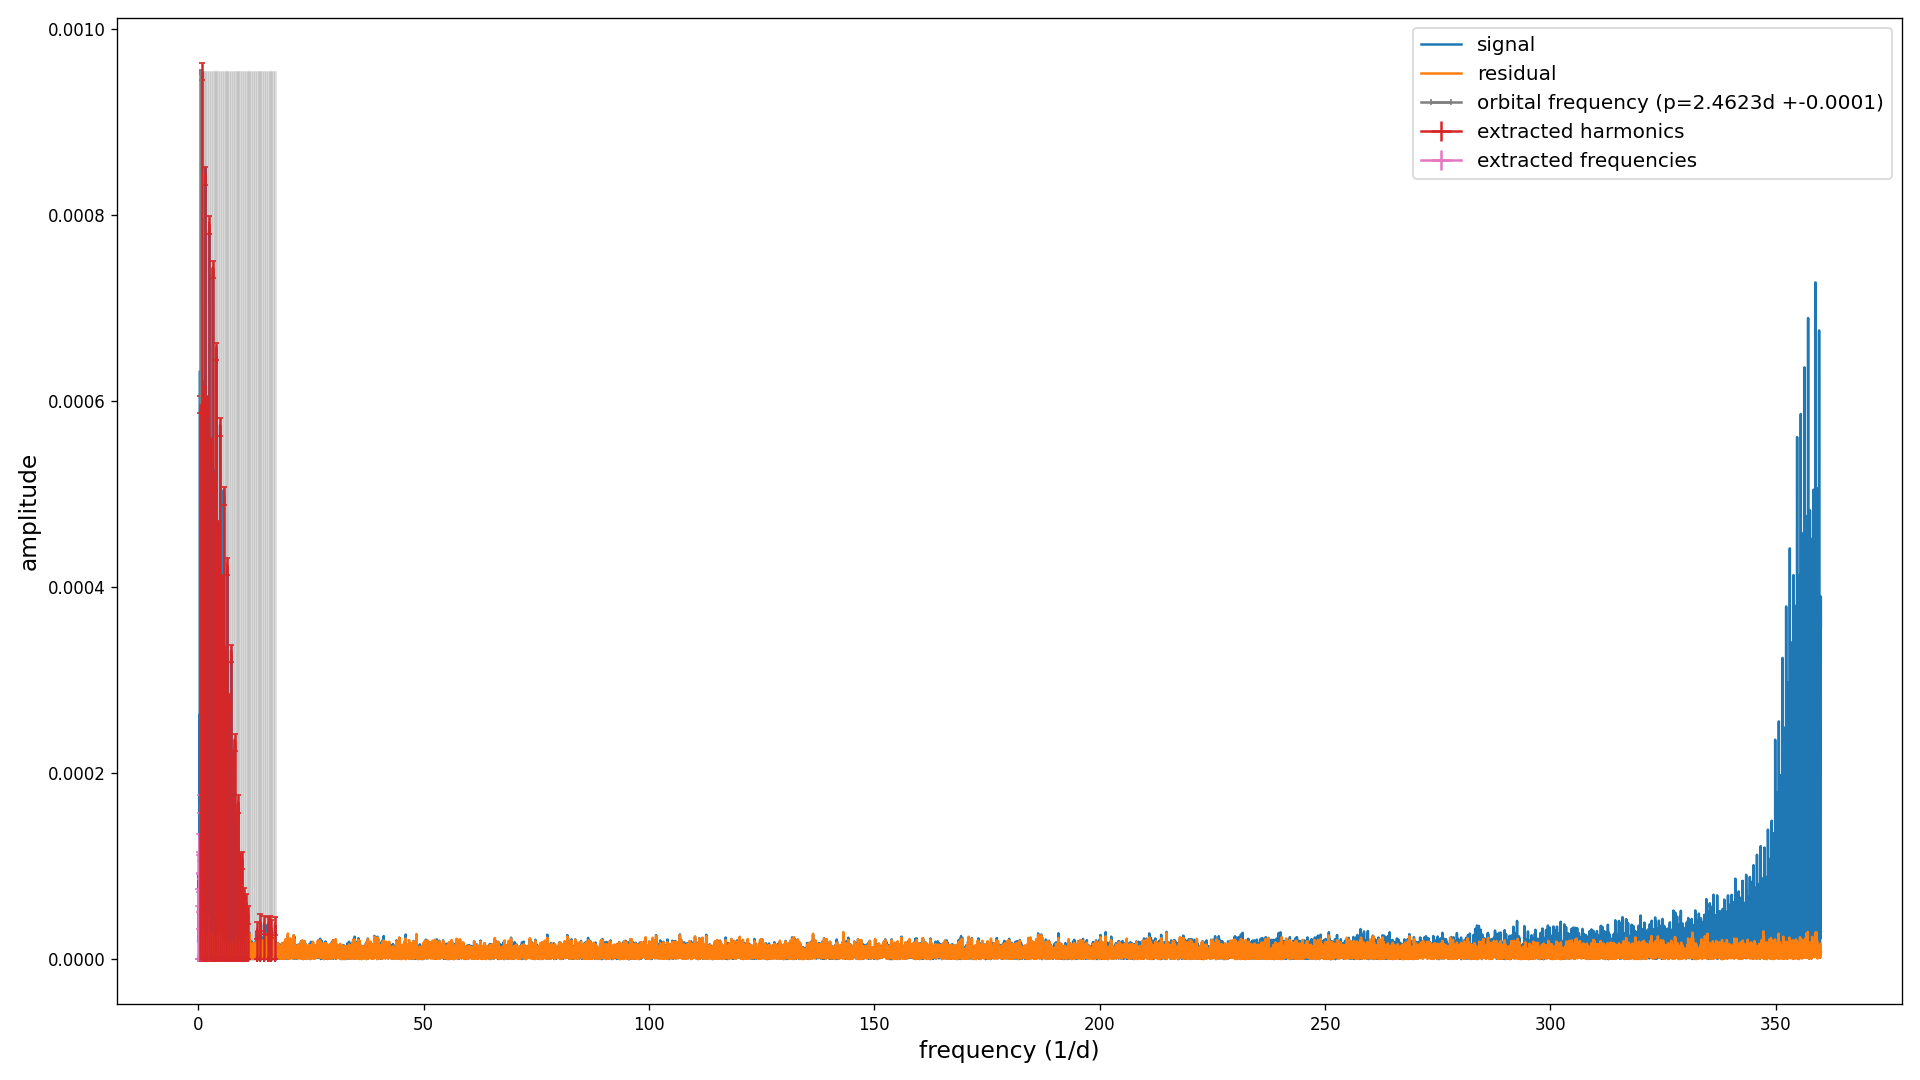 signal
residual
orbital frequency (p=2.4623d +-0.0001)
extracted harmonics
extracted frequencies
0.0010
0.0008
0.0006
0.0004
0.0002
0.0000
amplitude
0 50 100 150 200 250 300 350
frequency (1/d)